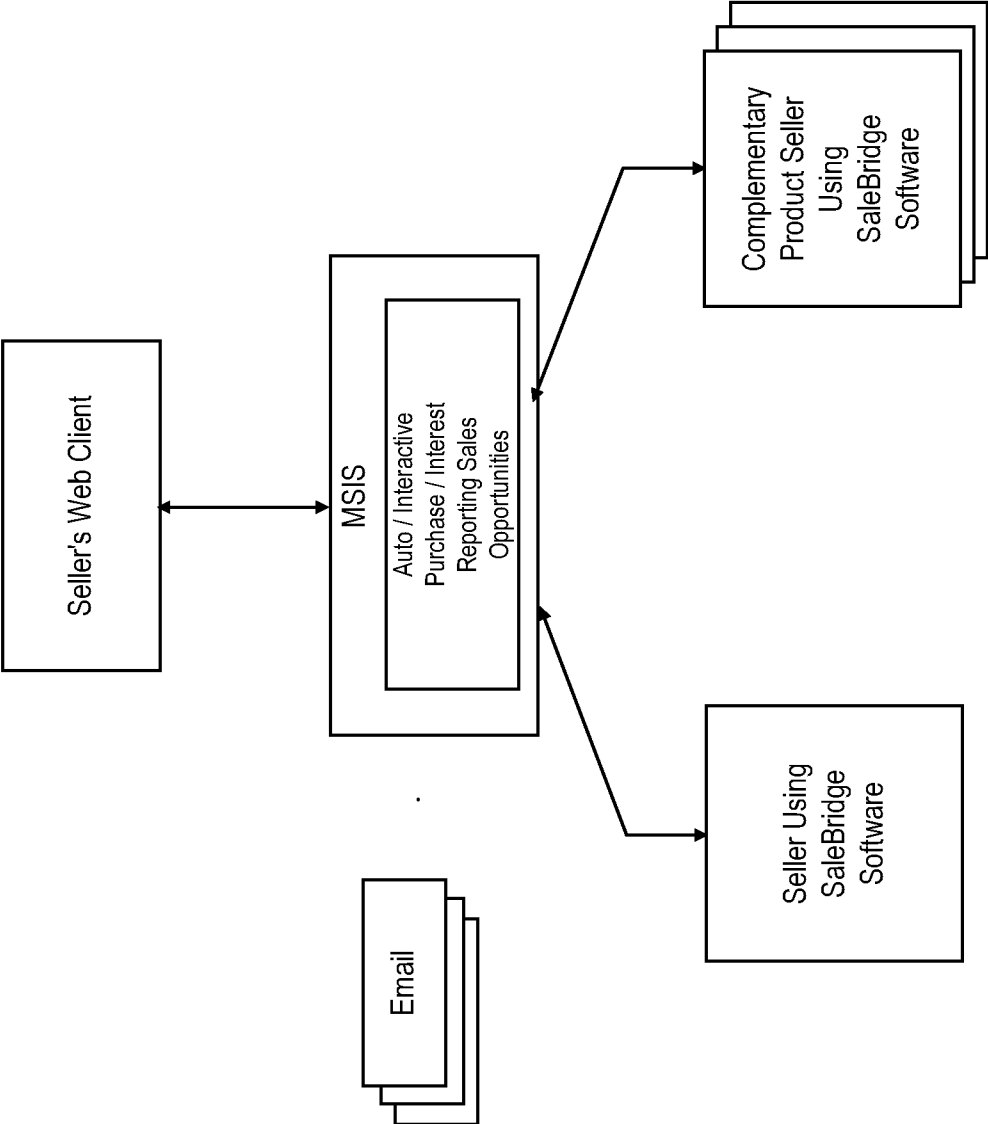 Seller's Web Client
MSIS
Auto / Interactive
Purchase / Interest
Reporting Sales
Opportunities
Email
Seller Using
SaleBridge
Software
Complementary
Product Seller
Using
SaleBridge
Software